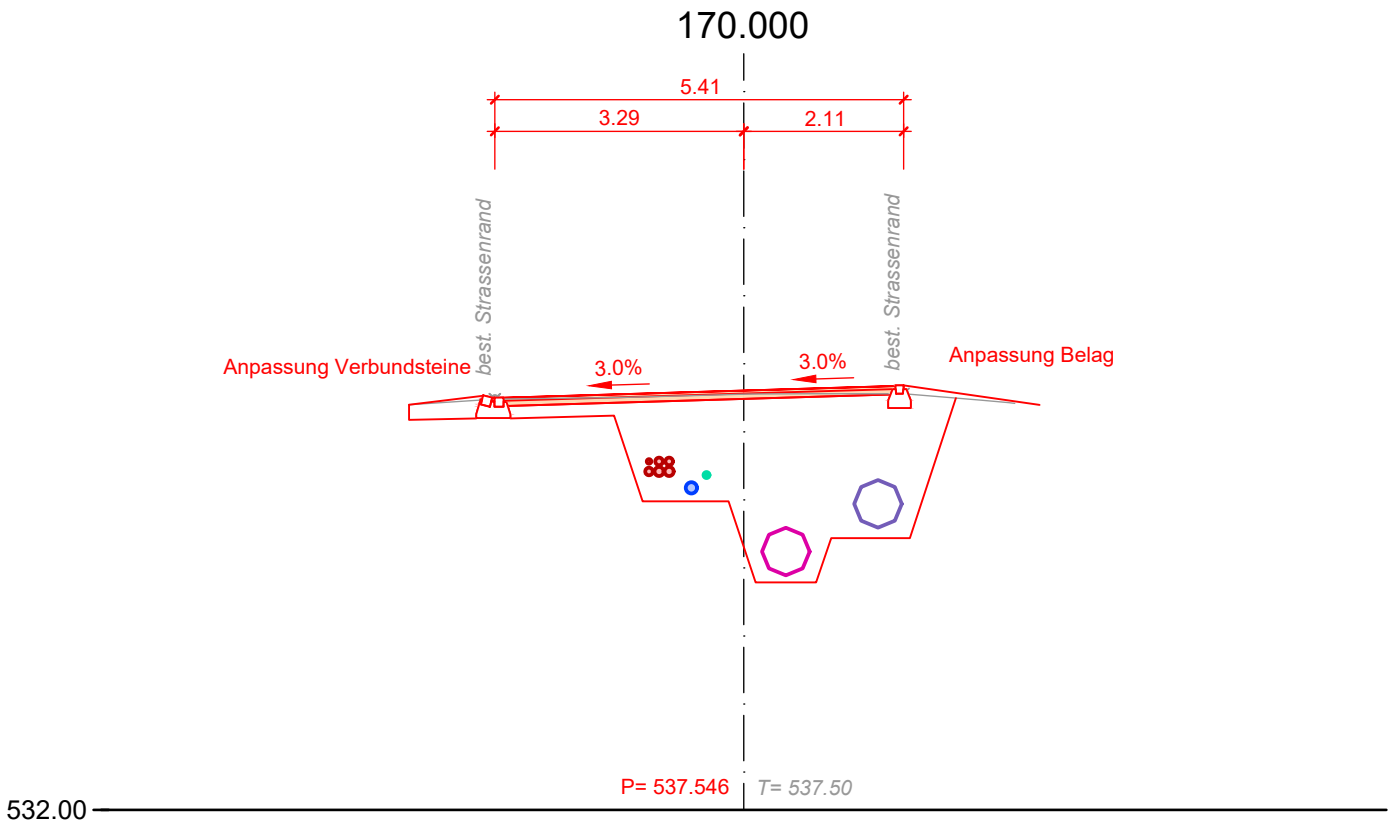 170.000
5.41
3.29
2.11
best. Strassenrand
best. Strassenrand
Anpassung Verbundsteine
3.0%
3.0%
Anpassung Belag
P= 537.546
T= 537.50
532.00